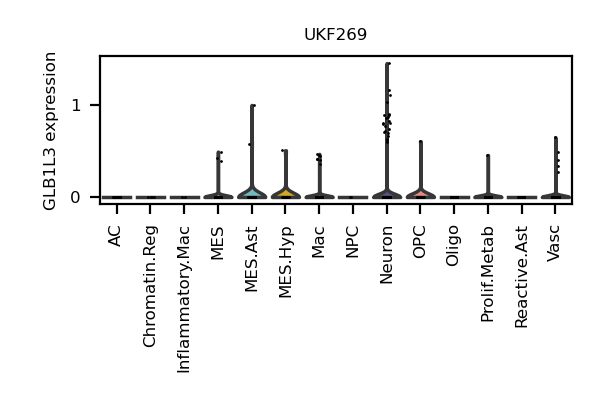 UKF269
GLB1L3 expression
1
0
AC
Chromatin.Reg
Inflammatory.Mac
MES
MES.Ast
MES.Hyp
Mac
NPC
Neuron
OPC
Oligo
Prolif.Metab
Reactive.Ast
Vasc